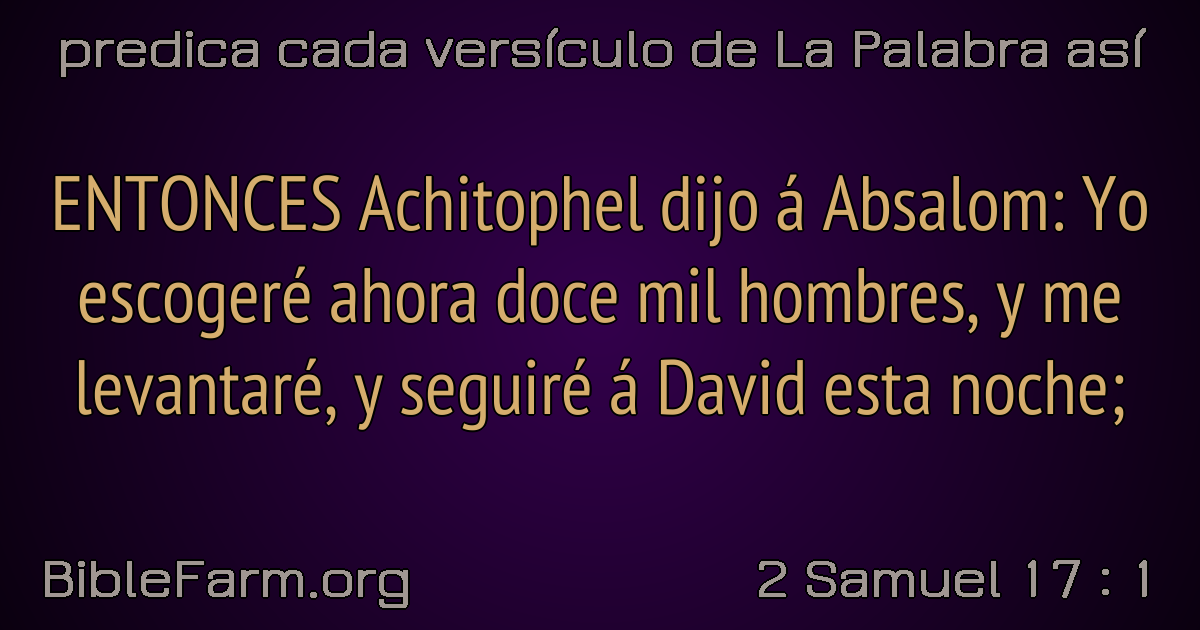 predica cada versículo de La Palabra así
ENTONCES Achitophel dijo á Absalom: Yo
escogeré ahora doce mil hombres, y me
levantaré, y seguiré á David esta noche;
BibleFarm.org
2 Samuel 17 : 1